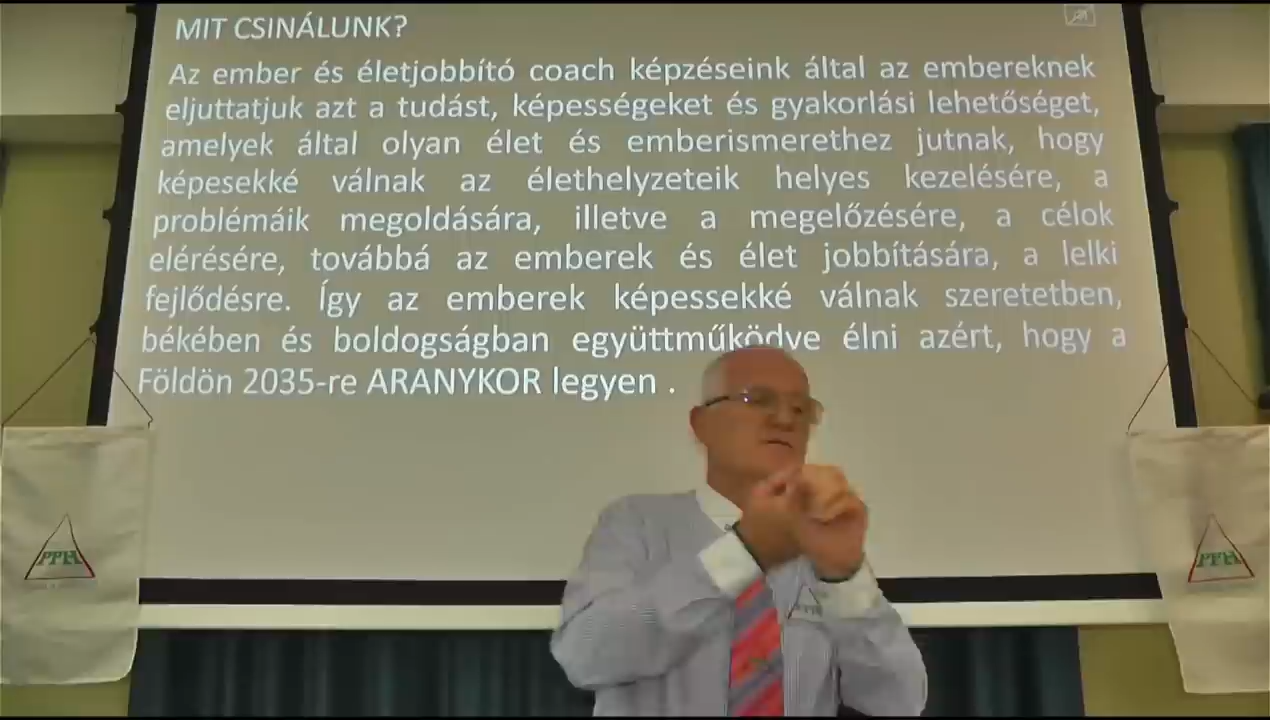 MIT CSINÁLUNK?
Az ember és életjobbító coach képzéseink által az embereknek
eljuttatjuk azt a tudást, képességeket és gyakorlási lehetőséget,
amelyek által olyan élet és emberismerethez jutnak, hogy
képesekké válnak az élethelyzeteik helyes kezelésére, a
problémáik megoldására, illetve a megelőzésére, a célok
elérésére, továbbá az emberek és élet jobbítására, a lelki
fejlődésre. Így az emberek képessekké válnak szeretetben,
békében és boldogságban együttműködve élni azért, hogy a
Földön 2035-re ARANYKOR legyen .
PPH
PPH
PPH